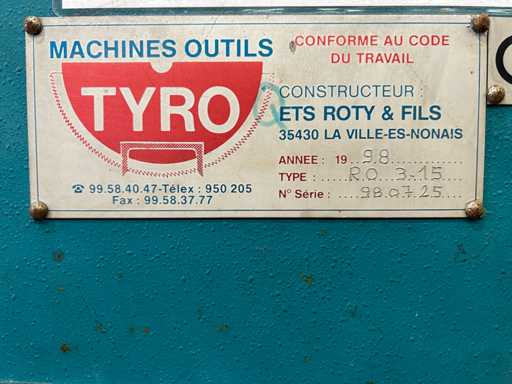 MACHINES OUTILS
TYRO
☎ 99.58.40.47-Télex : 950 205
Fax : 99.58.37.77
CONFORME AU CODE
DU TRAVAIL
CONSTRUCTEUR :
ETS ROTY & FILS
35430 LA VILLE-ES-NONAIS
ANNEE : 19 98
TYPE : RO 3-15
N° Série : 98.07.25